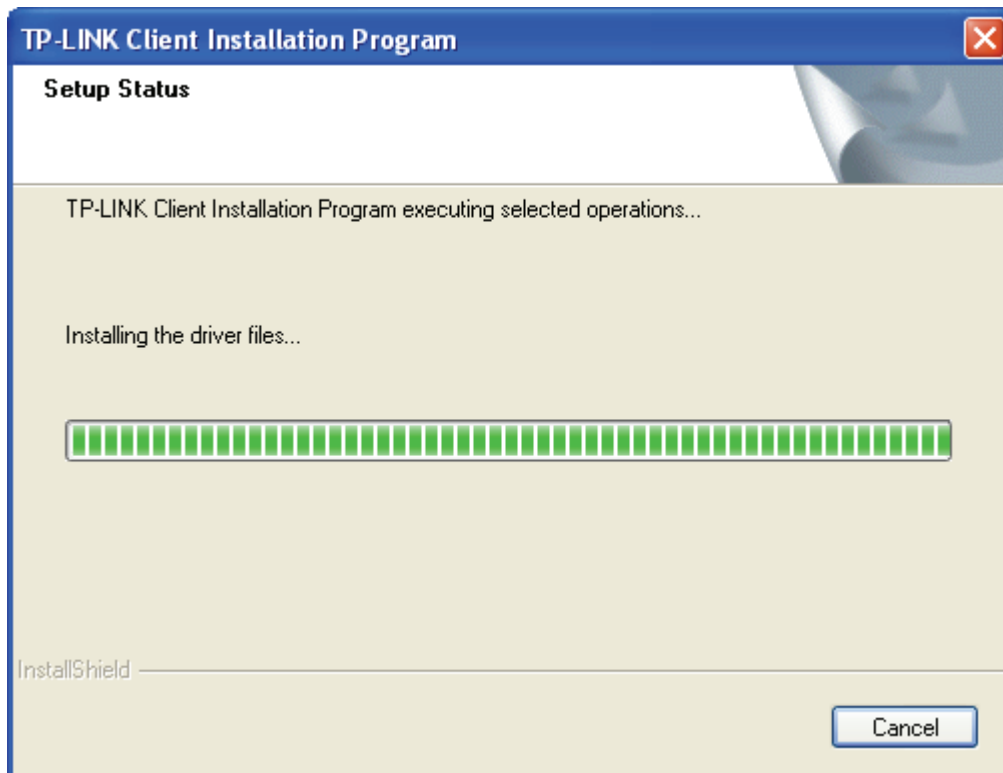 TP-LINK Client Installation Program
Setup Status
TP-LINK Client Installation Program executing selected operations...
Installing the driver files...
InstallShield
Cancel